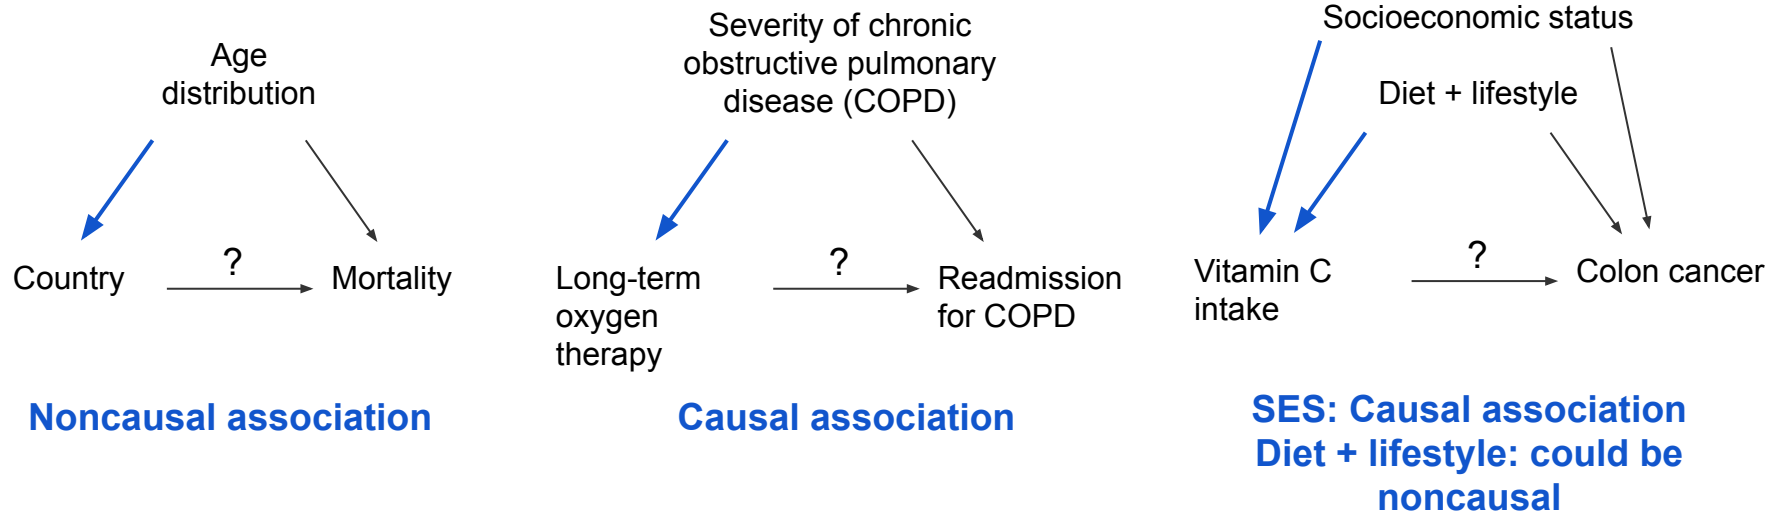 Age
distribution
Country
?
Mortality
Noncausal association
Severity of chronic
obstructive pulmonary
disease (COPD)
Long-term
oxygen
therapy
?
Readmission
for COPD
Causal association
Socioeconomic status
Diet + lifestyle
Vitamin C
intake
?
Colon cancer
SES: Causal association
Diet + lifestyle: could be
noncausal